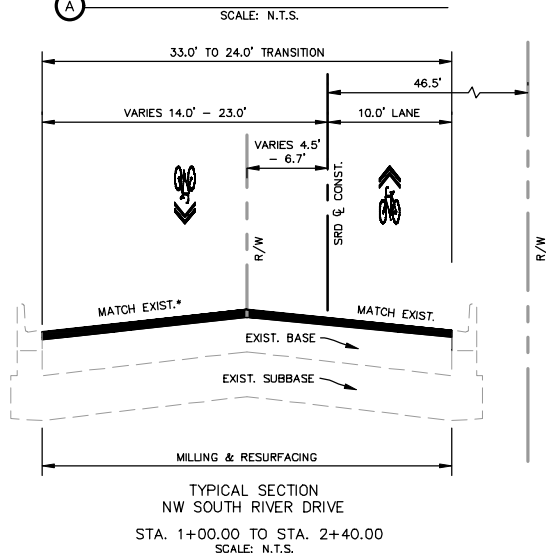 A
SCALE: N.T.S.
33.0' TO 24.0' TRANSITION
46.5'
VARIES 14.0' - 23.0'
10.0' LANE
VARIES 4.5'
- 6.7'
SRD ℄ CONST.
R/W
R/W
MATCH EXIST.*
MATCH EXIST.
EXIST. BASE
EXIST. SUBBASE
MILLING & RESURFACING
TYPICAL SECTION
NW SOUTH RIVER DRIVE
STA. 1+00.00 TO STA. 2+40.00
SCALE: N.T.S.